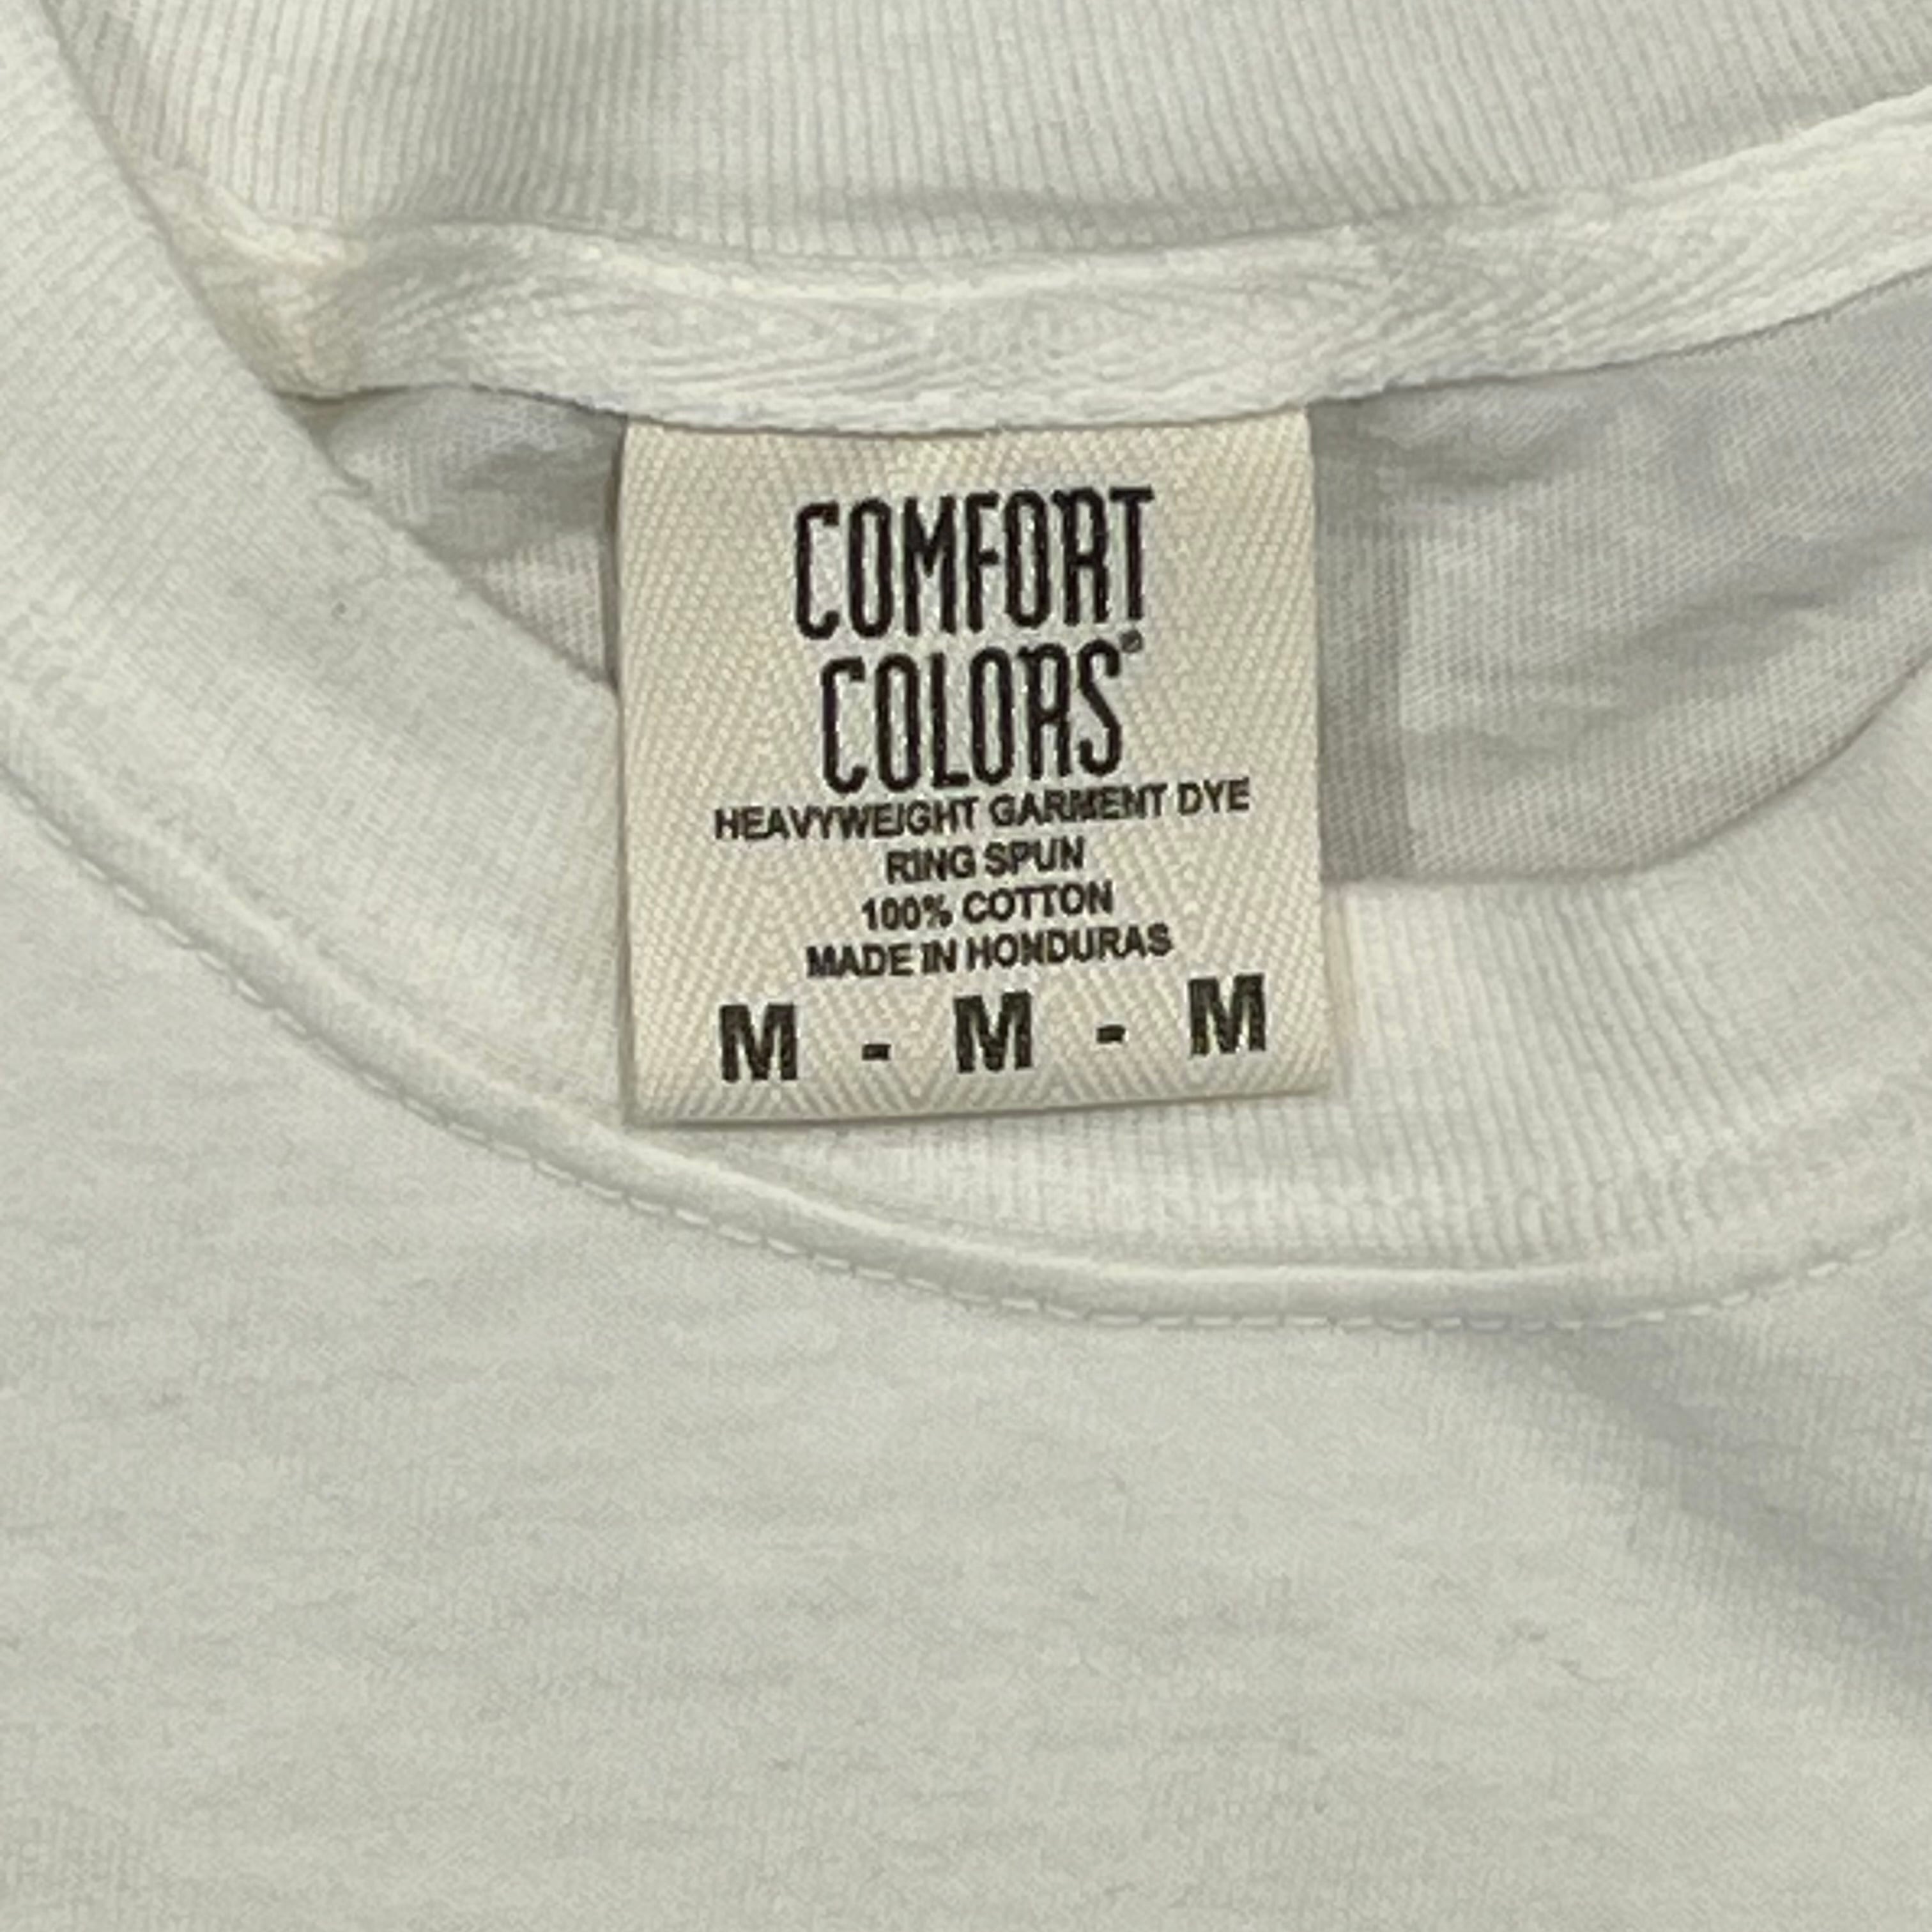 COMFORT
COLORS®
HEAVYWEIGHT GARMENT DYE
RING SPUN
100% COTTON
MADE IN HONDURAS
M - M - M